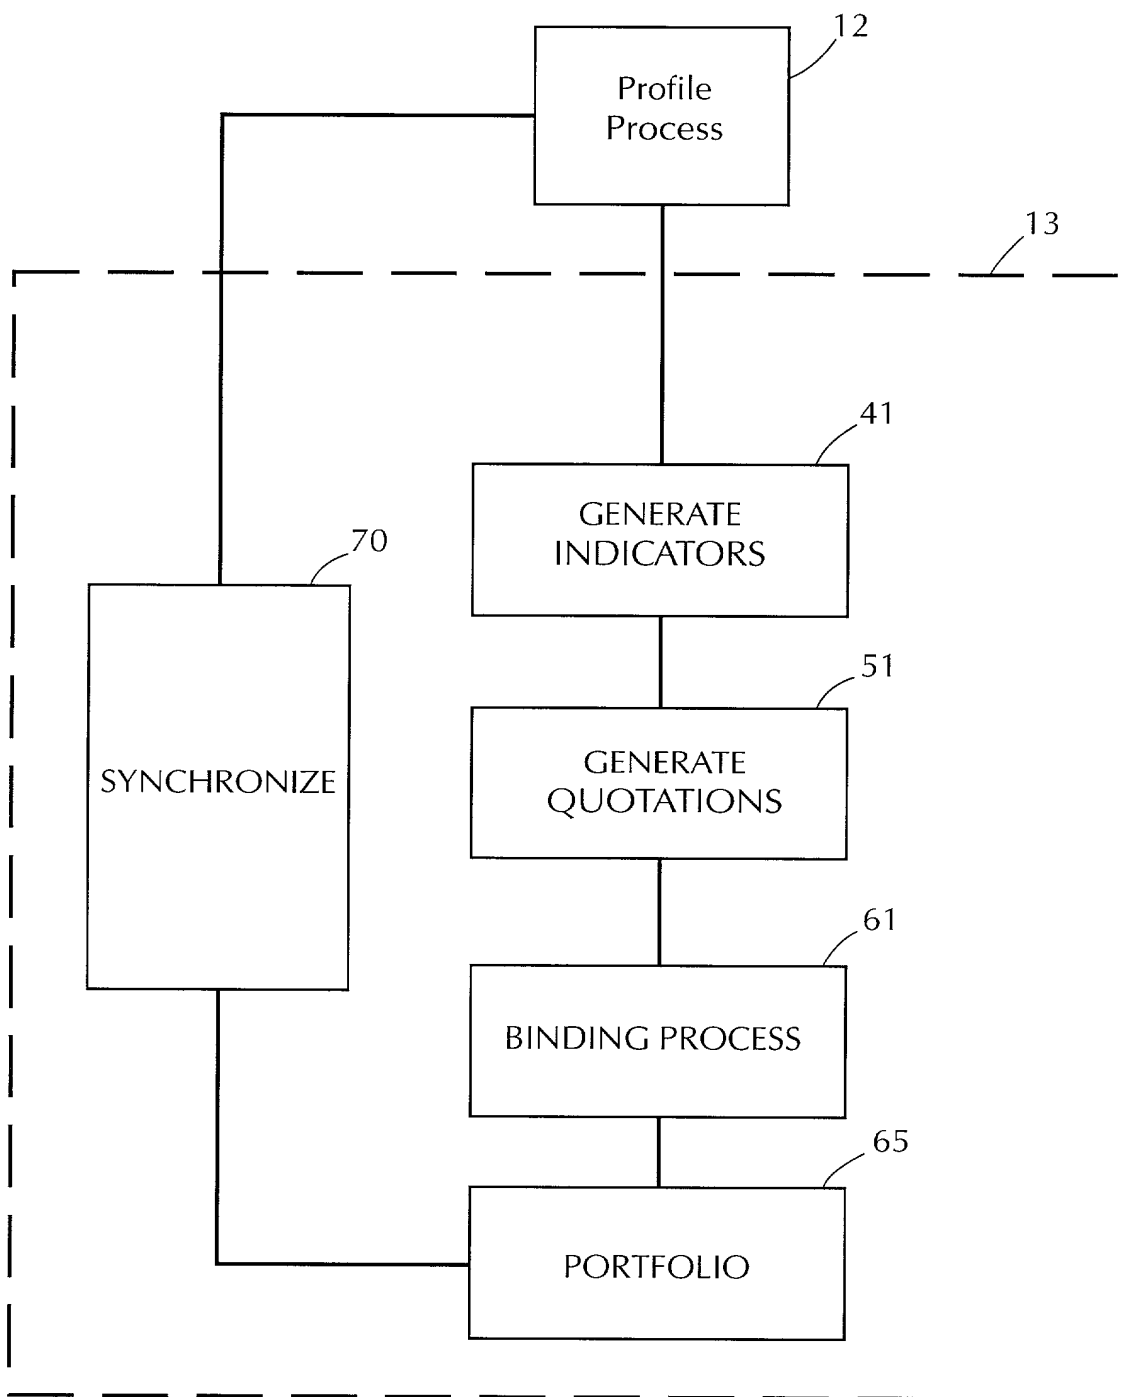 12
Profile
Process
13
41
GENERATE
INDICATORS
70
51
GENERATE
QUOTATIONS
SYNCHRONIZE
61
BINDING PROCESS
65
PORTFOLIO